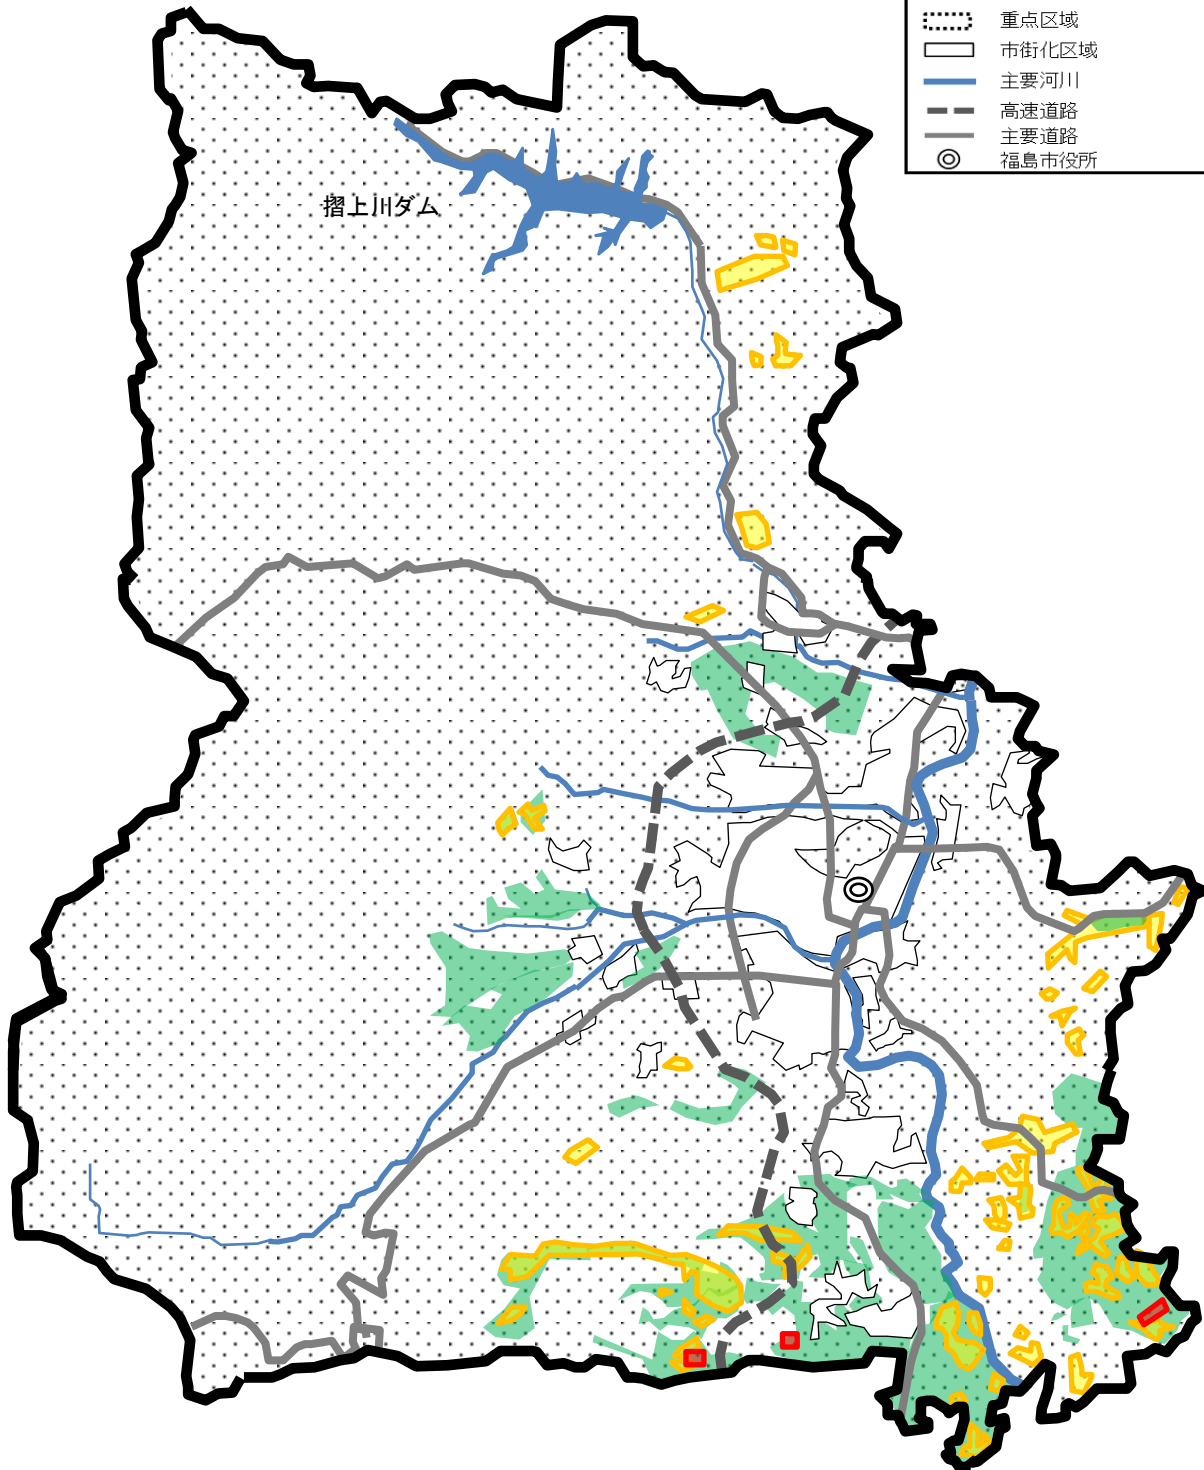 重点区域
市街化区域
主要河川
高速道路
主要道路
福島市役所
摺上川ダム